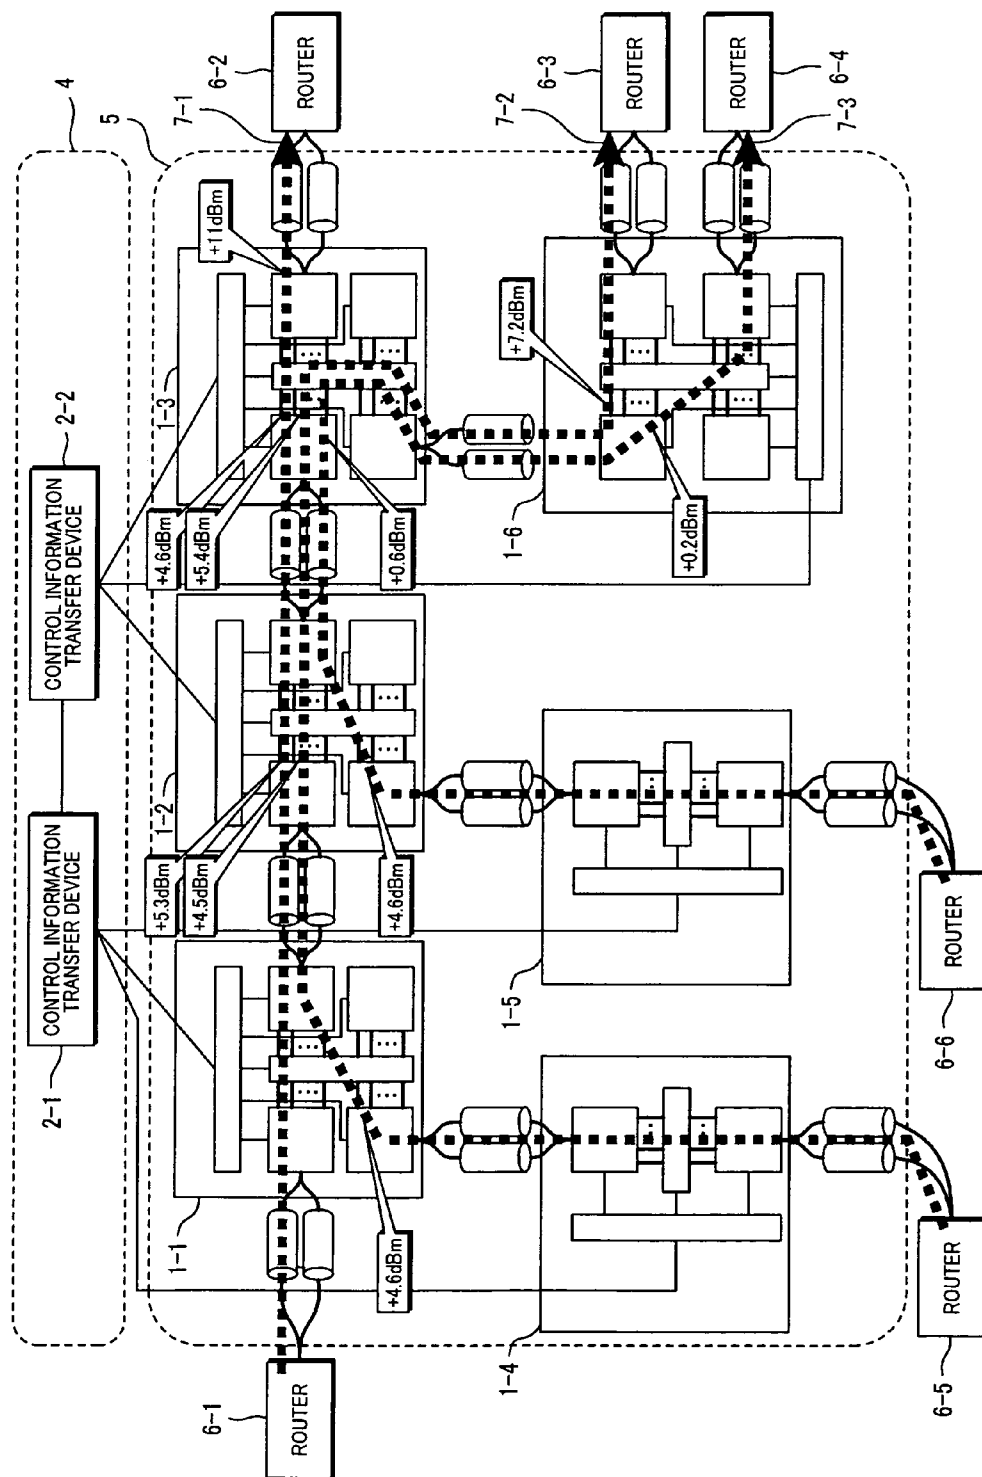 4
5
CONTROL INFORMATION
TRANSFER DEVICE
2-1
CONTROL INFORMATION
TRANSFER DEVICE
2-2
1-1
1-2
1-3
+5.3dBm
+4.5dBm
+4.6dBm
+5.4dBm
+11dBm
+4.6dBm
+4.6dBm
+0.6dBm
7-1
ROUTER
6-1
ROUTER
6-2
1-4
1-5
1-6
+7.2dBm
+0.2dBm
7-2
ROUTER
6-3
7-3
ROUTER
6-4
ROUTER
6-5
ROUTER
6-6